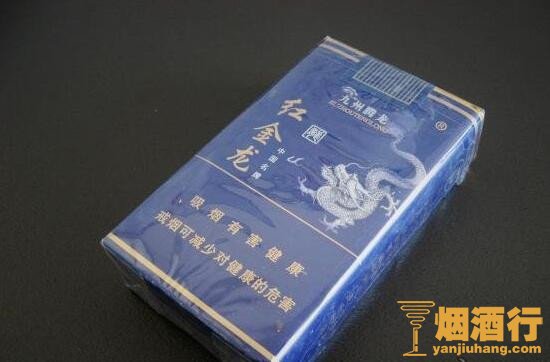 九州腾龙
JIUZHOUTENGLONG
®
红金龙
中国名牌
吸烟有害健康
戒烟可减少对健康的危害
烟酒行
yanjiuhang.com